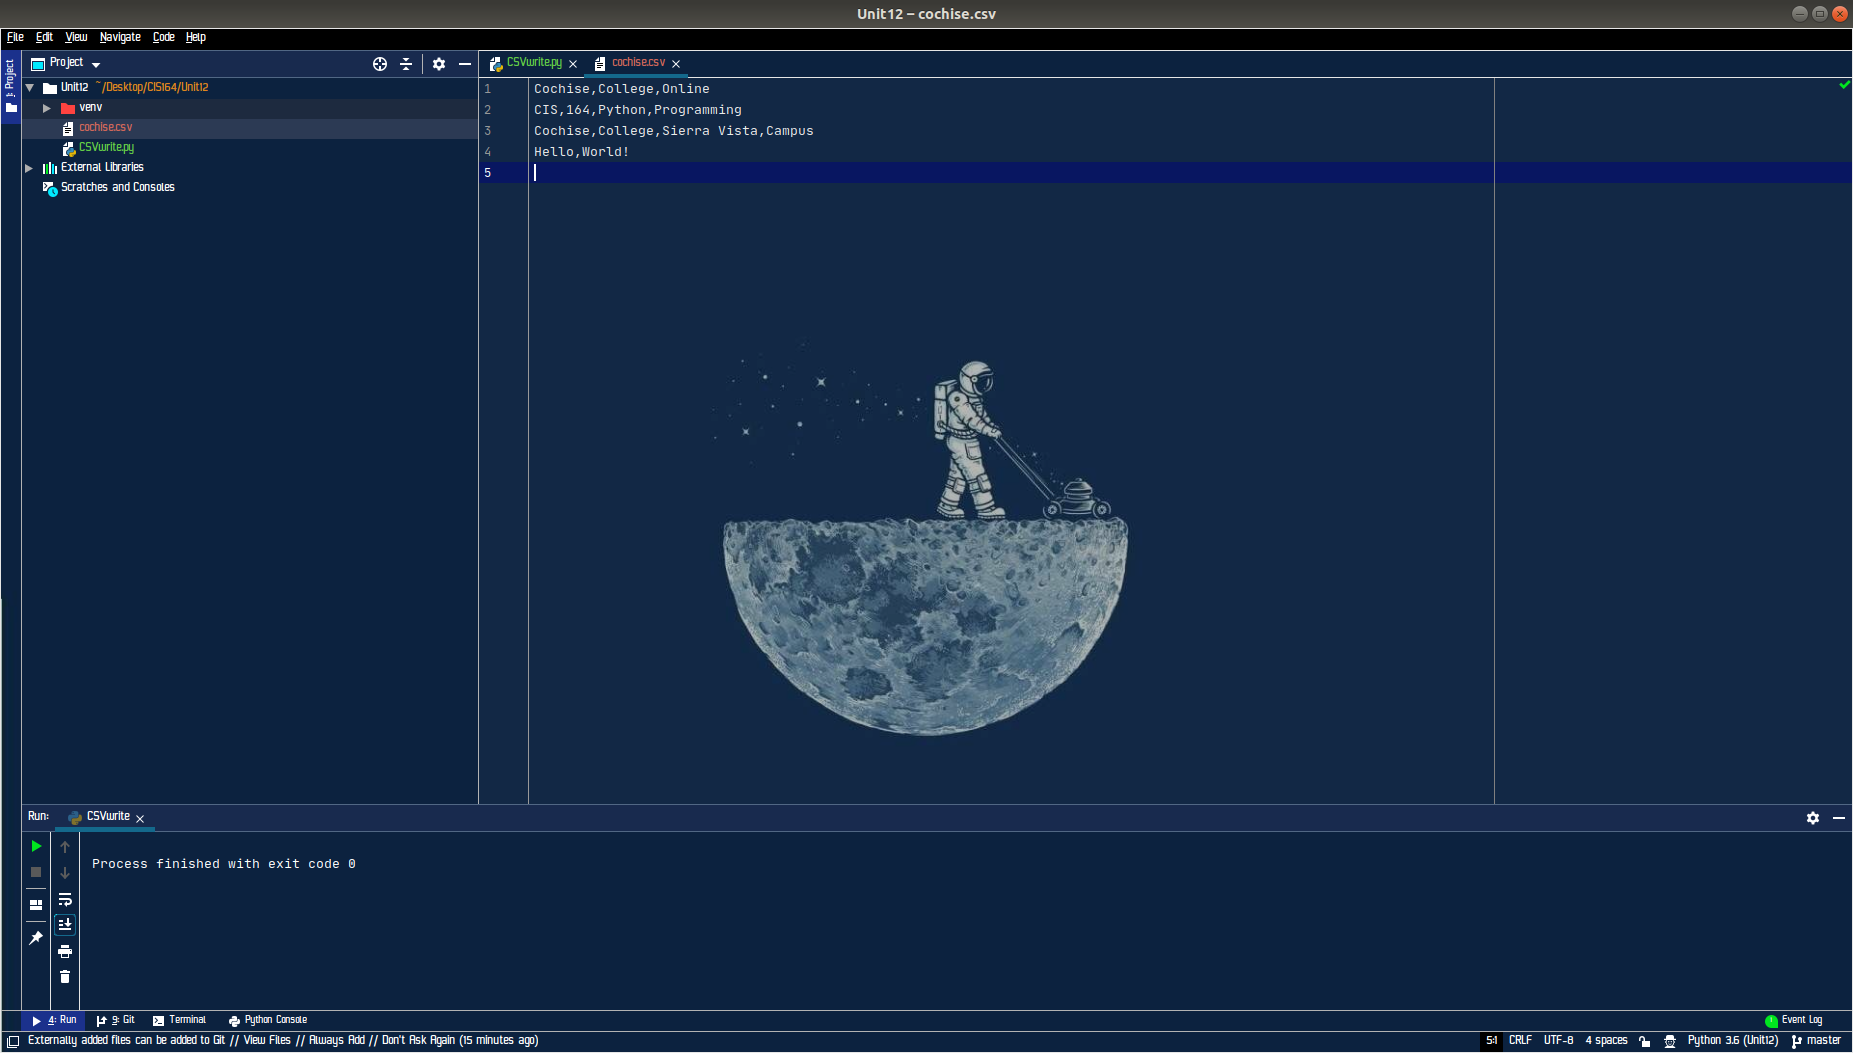 Unit12 – cochise.csv
File Edit View Navigate Code Help
1: Project
Project
CSVwrite.py
cochise.csv
Unit12 ~/Desktop/CIS164/Unit12
venv
cochise.csv
CSVwrite.py
External Libraries
Scratches and Consoles
1 Cochise,College,Online
2 CIS,164,Python,Programming
3 Cochise,College,Sierra Vista,Campus
4 Hello,World!
5
Run: CSVwrite
Process finished with exit code 0
4: Run 9: Git Terminal Python Console Event Log
Externally added files can be added to Git // View Files // Always Add // Don't Ask Again (15 minutes ago) 5:1 CRLF UTF-8 4 spaces Python 3.6 (Unit12) master